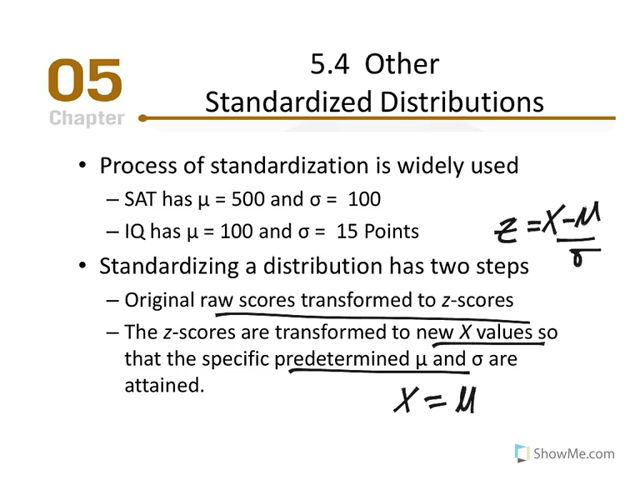 05
Chapter
5.4 Other
Standardized Distributions
• Process of standardization is widely used
– SAT has μ = 500 and σ = 100
– IQ has μ = 100 and σ = 15 Points
z = X - μ
σ
• Standardizing a distribution has two steps
– Original raw scores transformed to z-scores
– The z-scores are transformed to new X values so
that the specific predetermined μ and σ are
attained.
X = μ
ShowMe.com